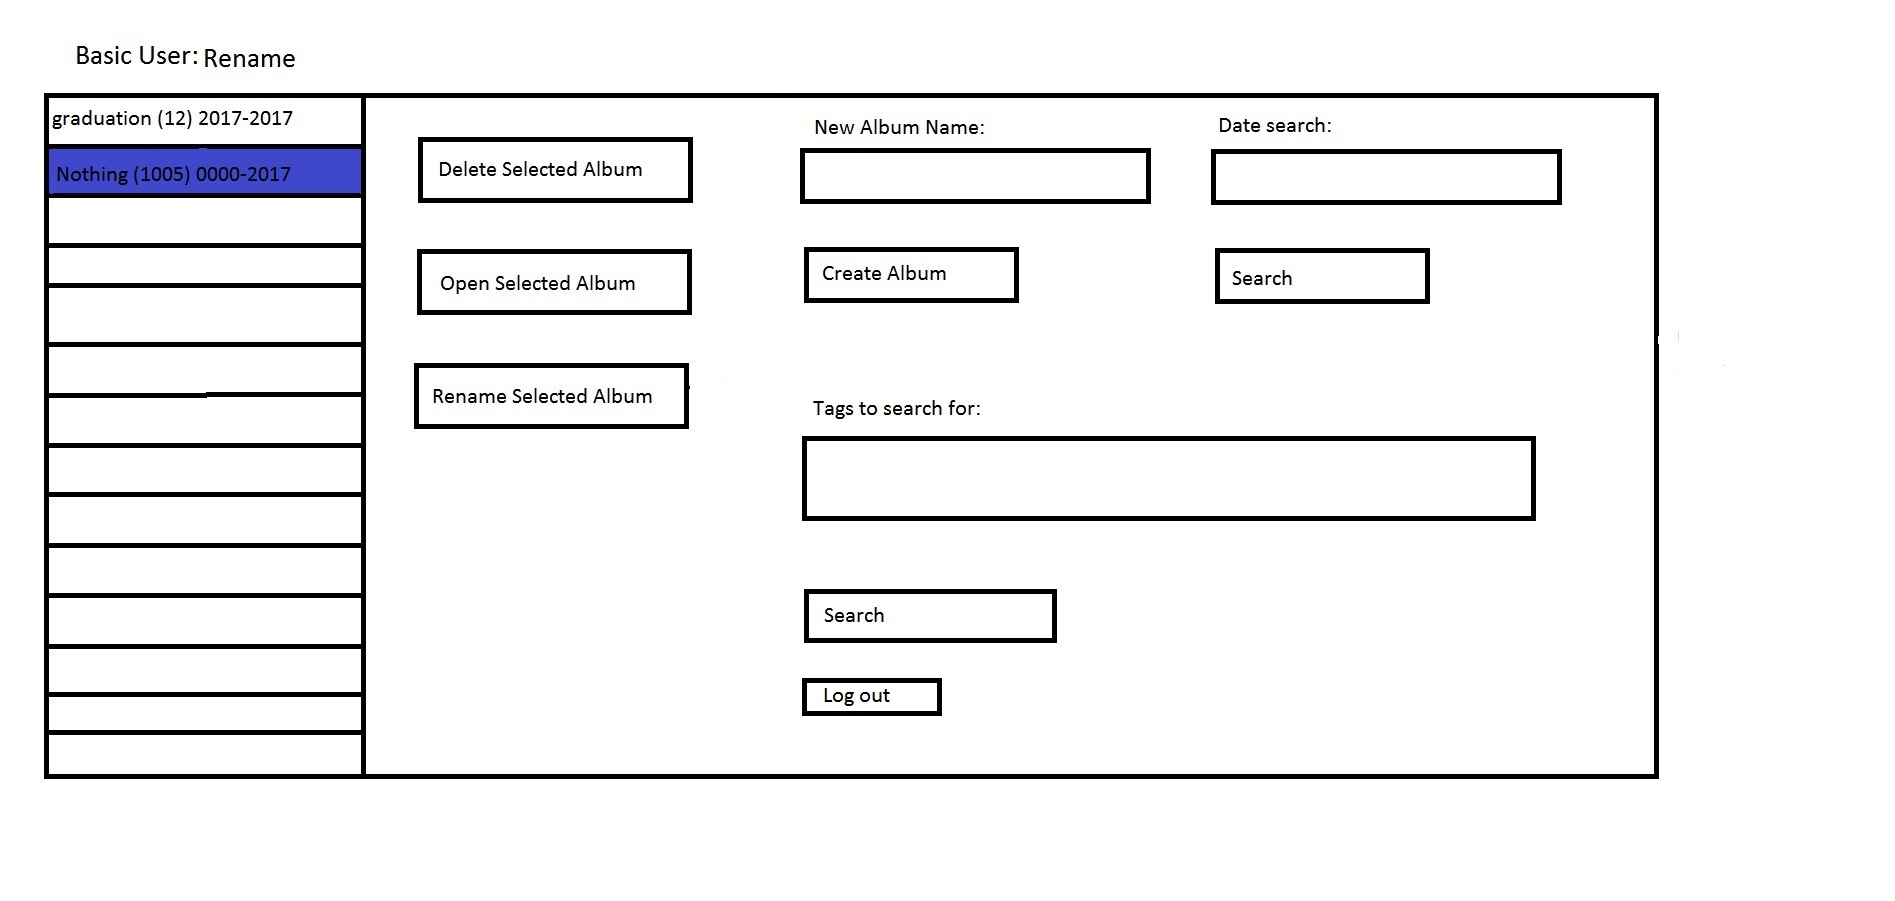 Basic User: Rename
graduation (12) 2017-2017
Nothing (1005) 0000-2017
Delete Selected Album
Open Selected Album
Rename Selected Album
New Album Name:
Create Album
Date search:
Search
Tags to search for:
Search
Log out